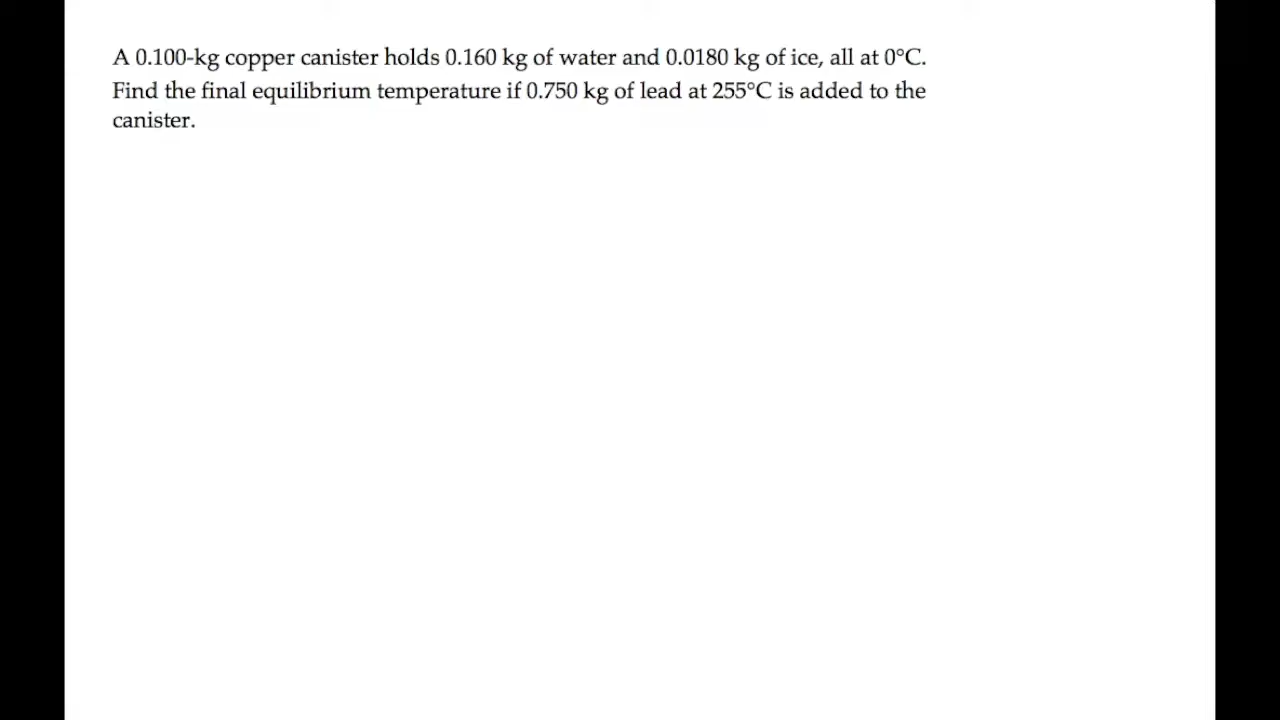 A 0.100-kg copper canister holds 0.160 kg of water and 0.0180 kg of ice, all at 0°C.
Find the final equilibrium temperature if 0.750 kg of lead at 255°C is added to the
canister.